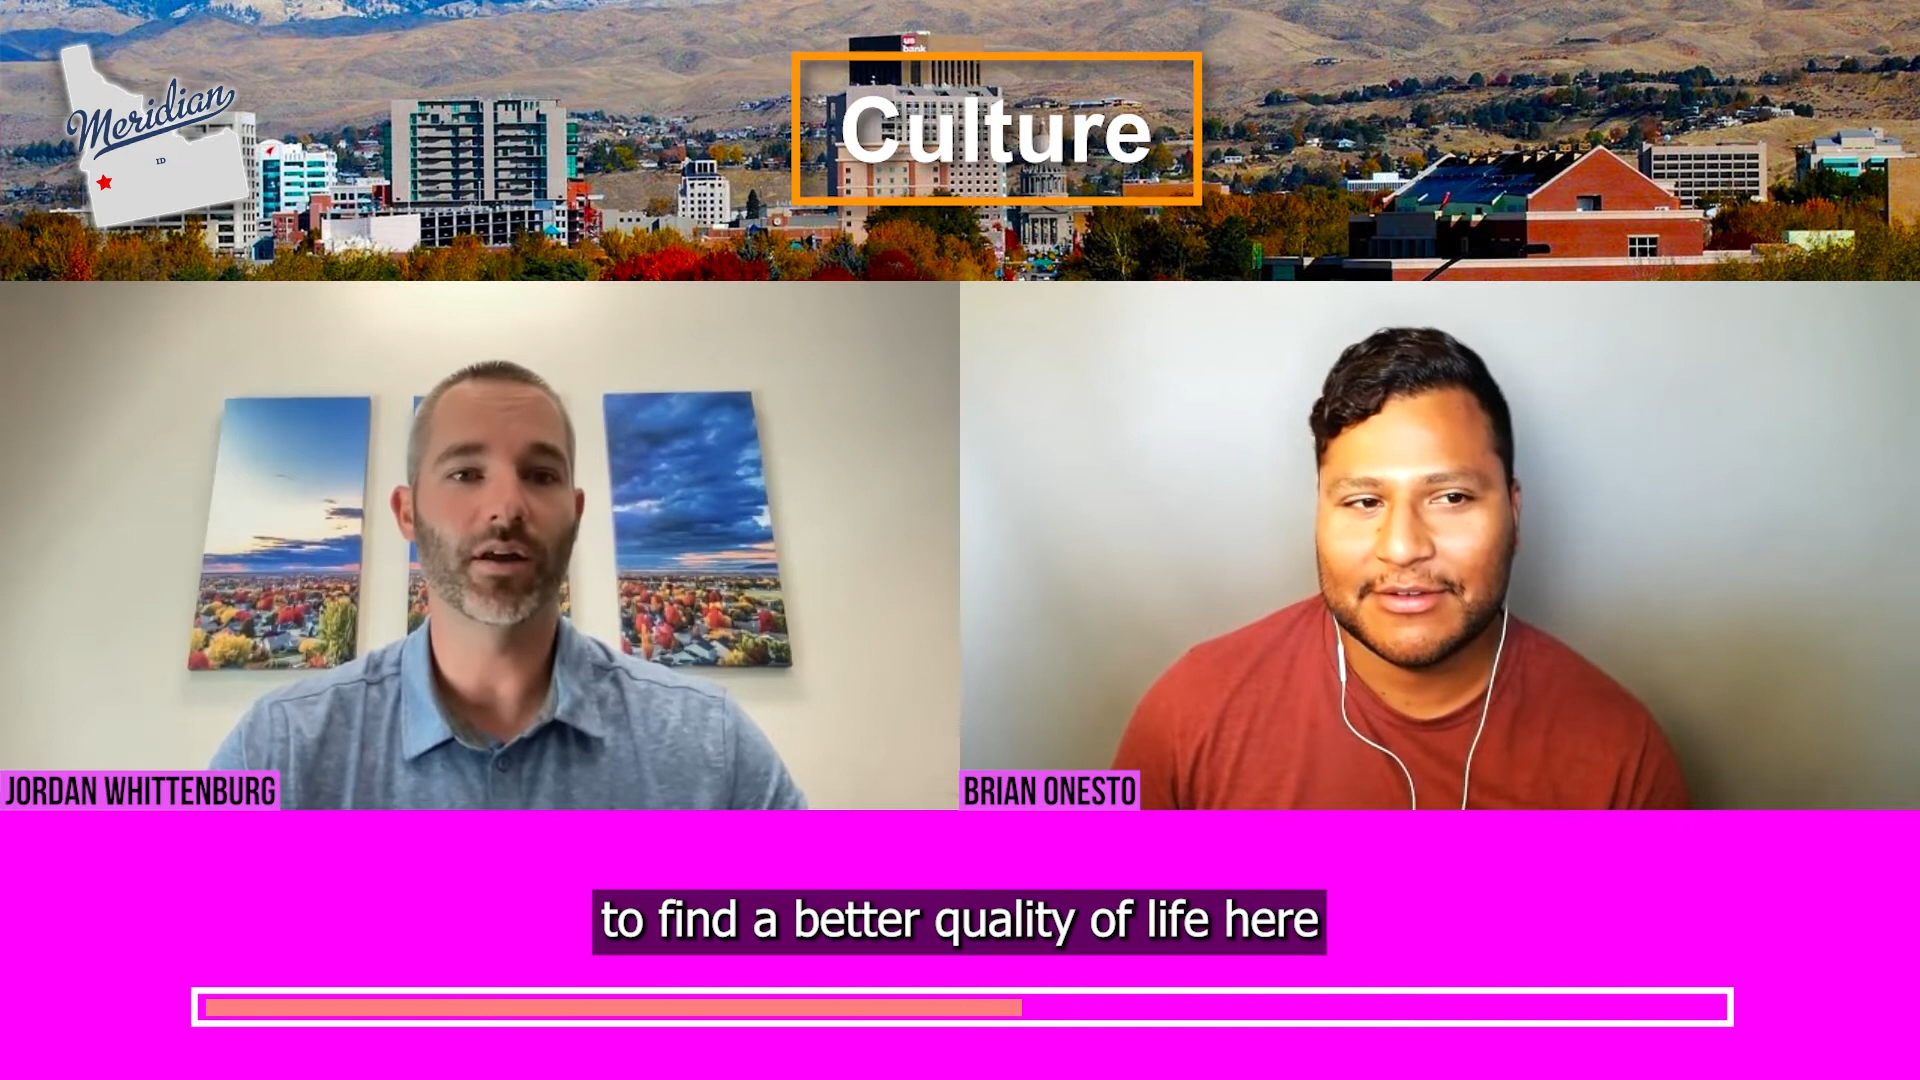 us
bank
Culture
Meridian
ID
JORDAN WHITTENBURG
BRIAN ONESTO
to find a better quality of life here